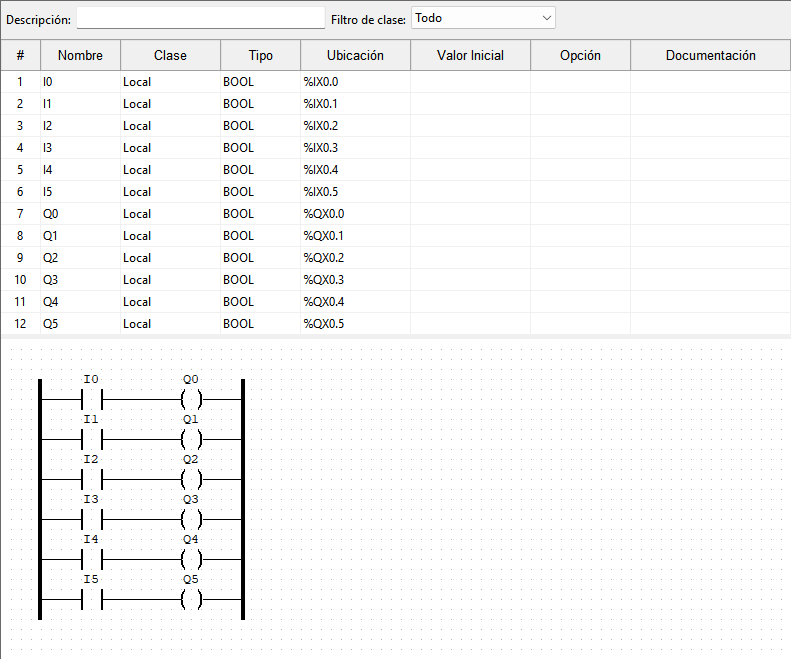 Descripción: Filtro de clase: Todo
# Nombre Clase Tipo Ubicación Valor Inicial Opción Documentación
1 I0 Local BOOL %IX0.0
2 I1 Local BOOL %IX0.1
3 I2 Local BOOL %IX0.2
4 I3 Local BOOL %IX0.3
5 I4 Local BOOL %IX0.4
6 I5 Local BOOL %IX0.5
7 Q0 Local BOOL %QX0.0
8 Q1 Local BOOL %QX0.1
9 Q2 Local BOOL %QX0.2
10 Q3 Local BOOL %QX0.3
11 Q4 Local BOOL %QX0.4
12 Q5 Local BOOL %QX0.5
I0 Q0
I1 Q1
I2 Q2
I3 Q3
I4 Q4
I5 Q5